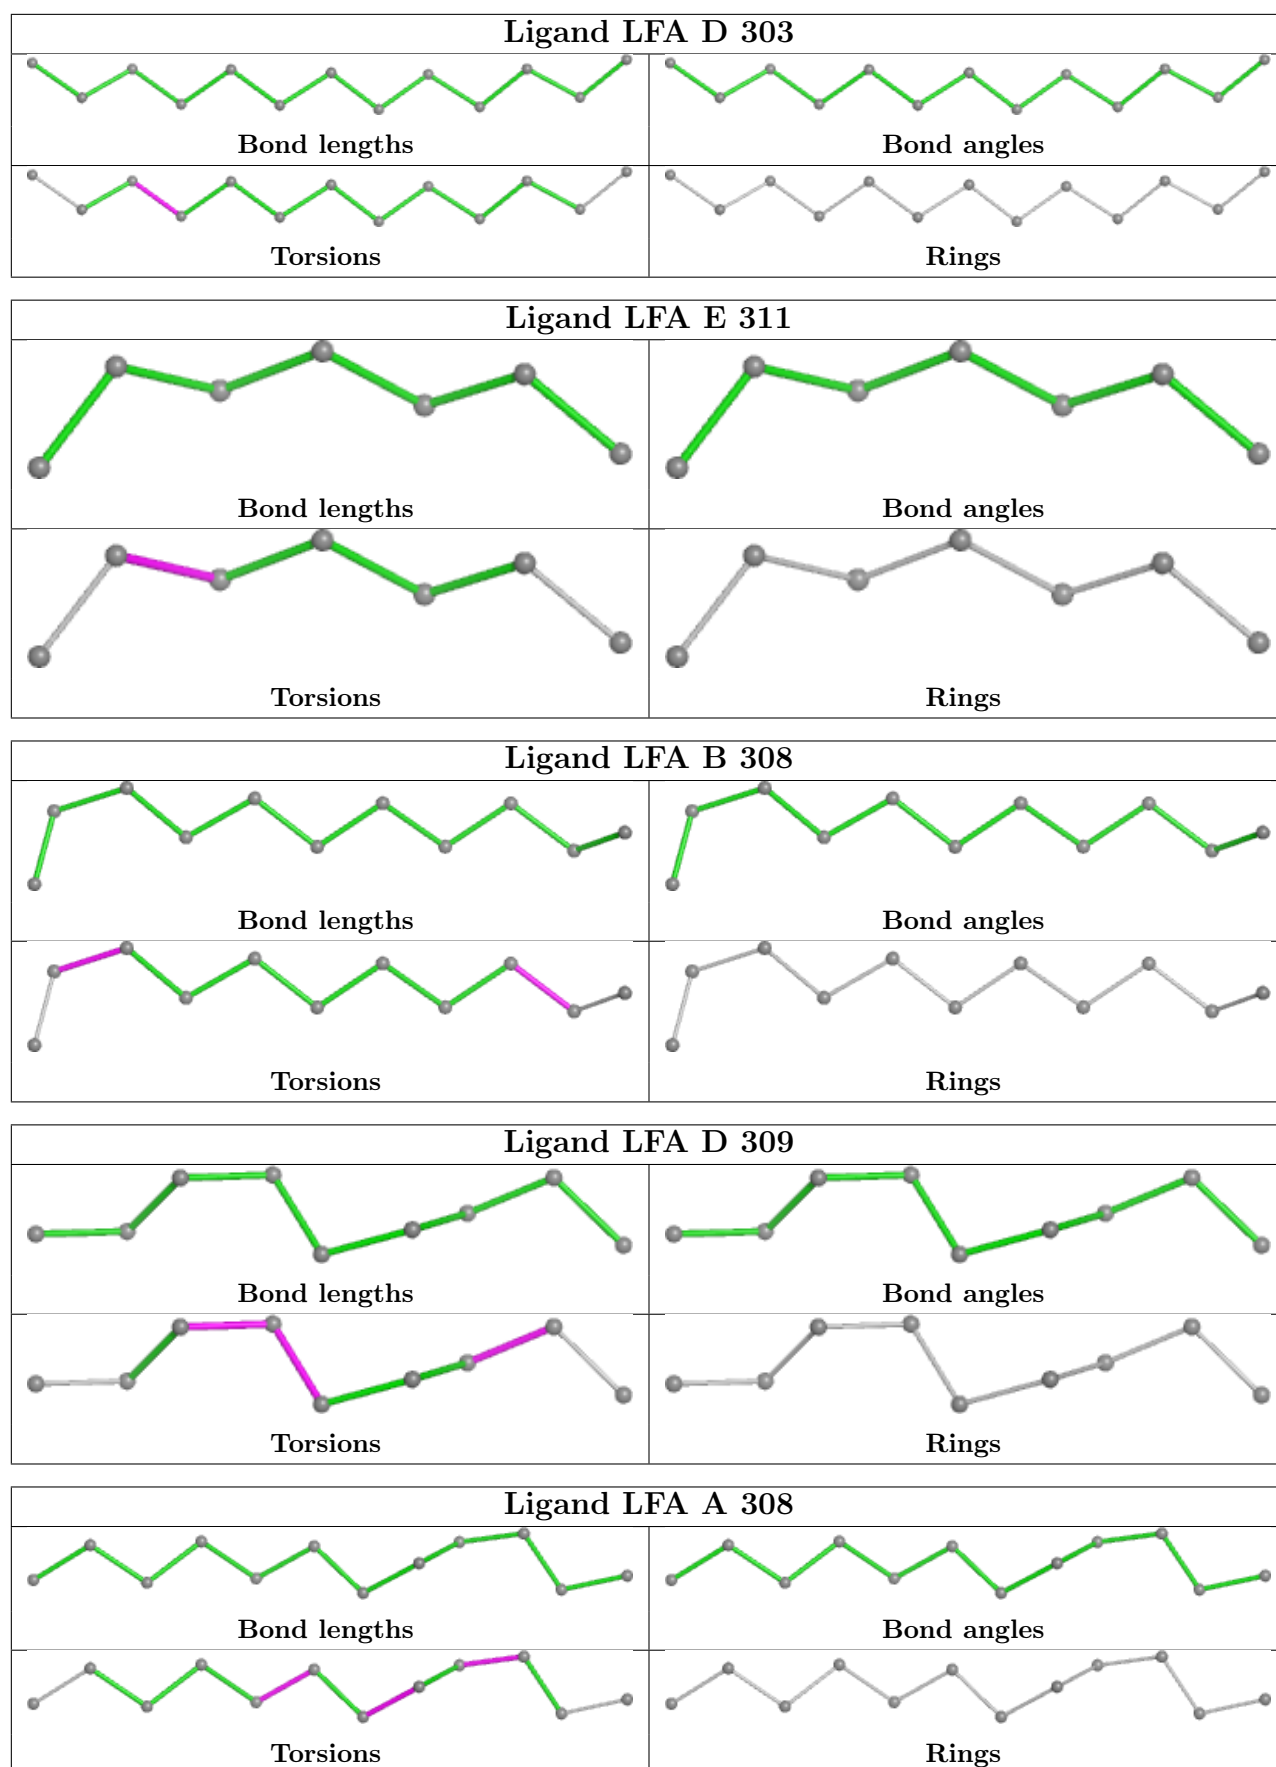 Ligand LFA D 303
Bond lengths Bond angles
Torsions Rings
Ligand LFA E 311
Bond lengths Bond angles
Torsions Rings
Ligand LFA B 308
Bond lengths Bond angles
Torsions Rings
Ligand LFA D 309
Bond lengths Bond angles
Torsions Rings
Ligand LFA A 308
Bond lengths Bond angles
Torsions Rings